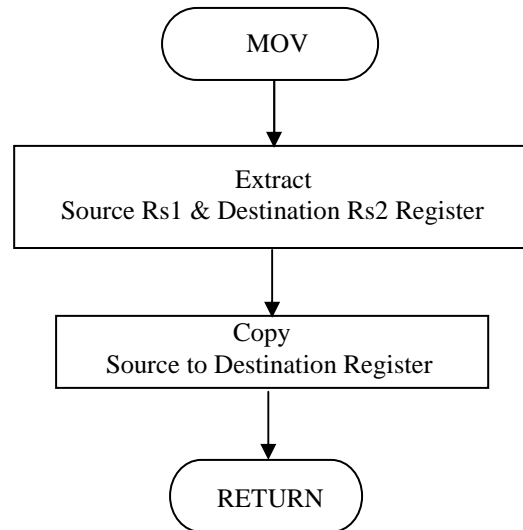 MOV
Extract
Source Rs1 & Destination Rs2 Register
Copy
Source to Destination Register
RETURN